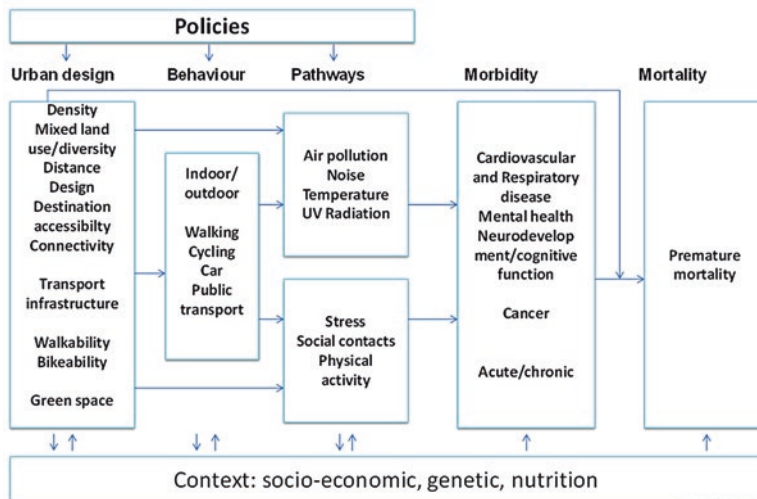 Policies
Urban design
Behaviour
Pathways
Morbidity
Mortality
Density
Mixed land
use/diversity
Distance
Design
Destination
accessibilty
Connectivity
Transport
infrastructure
Walkability
Bikeability
Green space
Indoor/
outdoor
Walking
Cycling
Car
Public
transport
Air pollution
Noise
Temperature
UV Radiation
Stress
Social contacts
Physical
activity
Cardiovascular
and Respiratory
disease
Mental health
Neurodevelop
ment/cognitive
function
Cancer
Acute/chronic
Premature
mortality
Context: socio-economic, genetic, nutrition